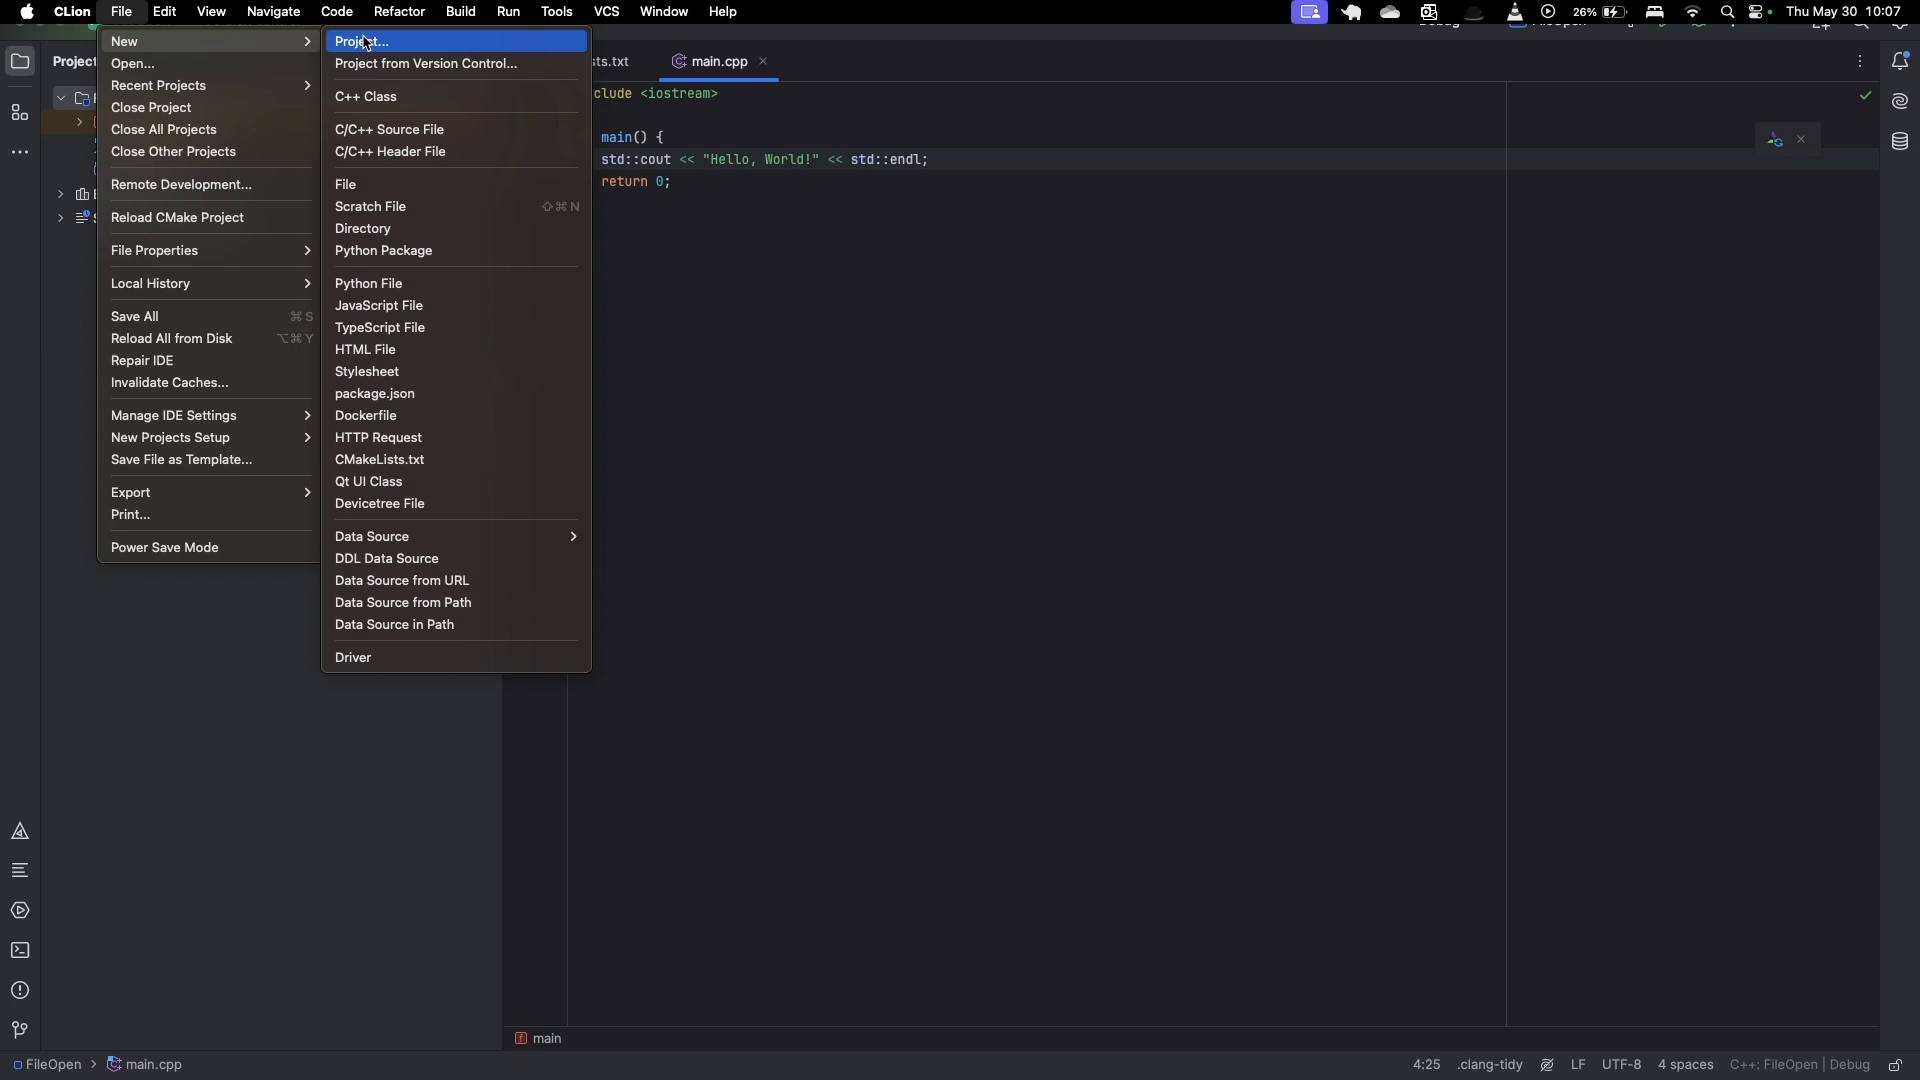 CLion File Edit View Navigate Code Refactor Build Run Tools VCS Window Help 26% Thu May 30 10:07
New
Open...
Recent Projects
Close Project
Close All Projects
Close Other Projects
Remote Development...
Reload CMake Project
File Properties
Local History
Save All ⌘S
Reload All from Disk ⌥⌘Y
Repair IDE
Invalidate Caches...
Manage IDE Settings
New Projects Setup
Save File as Template...
Export
Print...
Power Save Mode
Project...
Project from Version Control...
C++ Class
C/C++ Source File
C/C++ Header File
File
Scratch File ⇧⌘N
Directory
Python Package
Python File
JavaScript File
TypeScript File
HTML File
Stylesheet
package.json
Dockerfile
HTTP Request
CMakeLists.txt
Qt UI Class
Devicetree File
Data Source
DDL Data Source
Data Source from URL
Data Source from Path
Data Source in Path
Driver
Project
sts.txt main.cpp
clude <iostream>
main() {
std::cout << "Hello, World!" << std::endl;
return 0;
main
FileOpen > main.cpp 4:25 .clang-tidy LF UTF-8 4 spaces C++: FileOpen | Debug